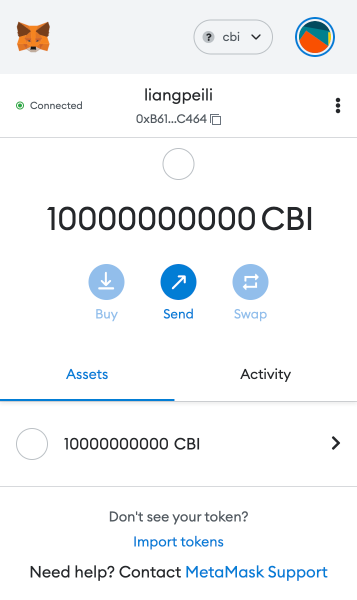 ? cbi
Connected
liangpeili
0xB61...C464
10000000000 CBI
Buy Send Swap
Assets Activity
10000000000 CBI
Don't see your token?
Import tokens
Need help? Contact MetaMask Support